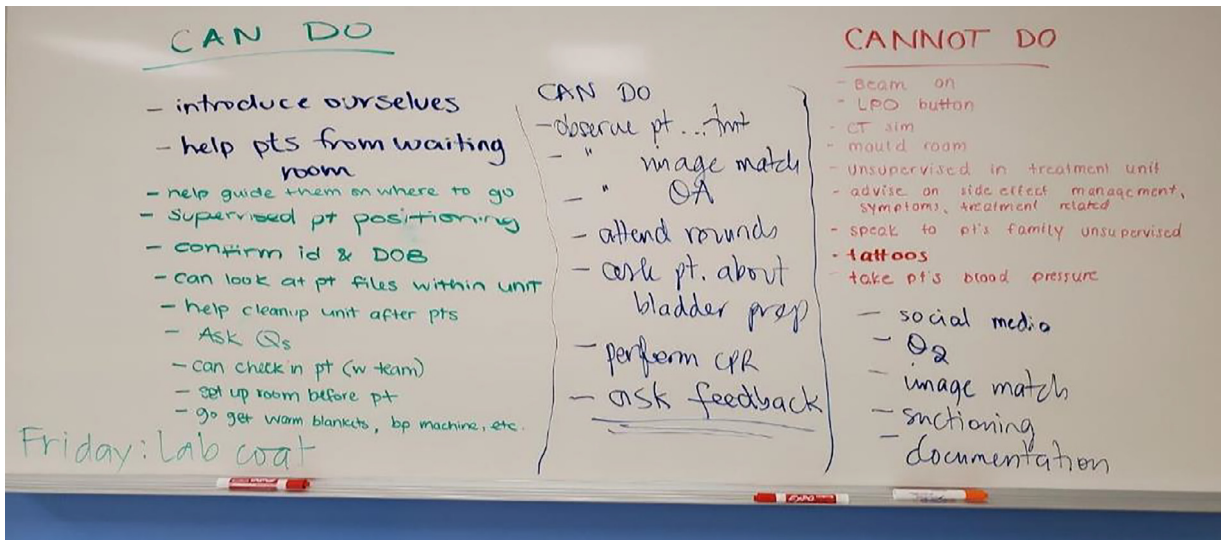 CAN DO
- introduce ourselves
- help pts from waiting
room
- help guide them on where to go
- supervised pt positioning
- confirm id & DOB
- can look at pt files within unit
- help cleanup unit after pts
- Ask Qs
- can check in pt (w team)
- set up room before pt
- go get warm blankets, bp machine, etc.
Friday: Lab coat
CAN DO
- observe pt... tmt
- " image match
- " QA
- attend rounds
- ask pt. about
bladder prep
- perform CPR
- ask feedback
CANNOT DO
- Beam on
- LPO button
- CT sim
- mould room
- unsupervised in treatment unit
- advise on side effect management,
symptoms, treatment related
- speak to pt's family unsupervised
- tattoos
- take pt's blood pressure
- social media
- O2
- image match
- suctioning
- documentation
EXPO